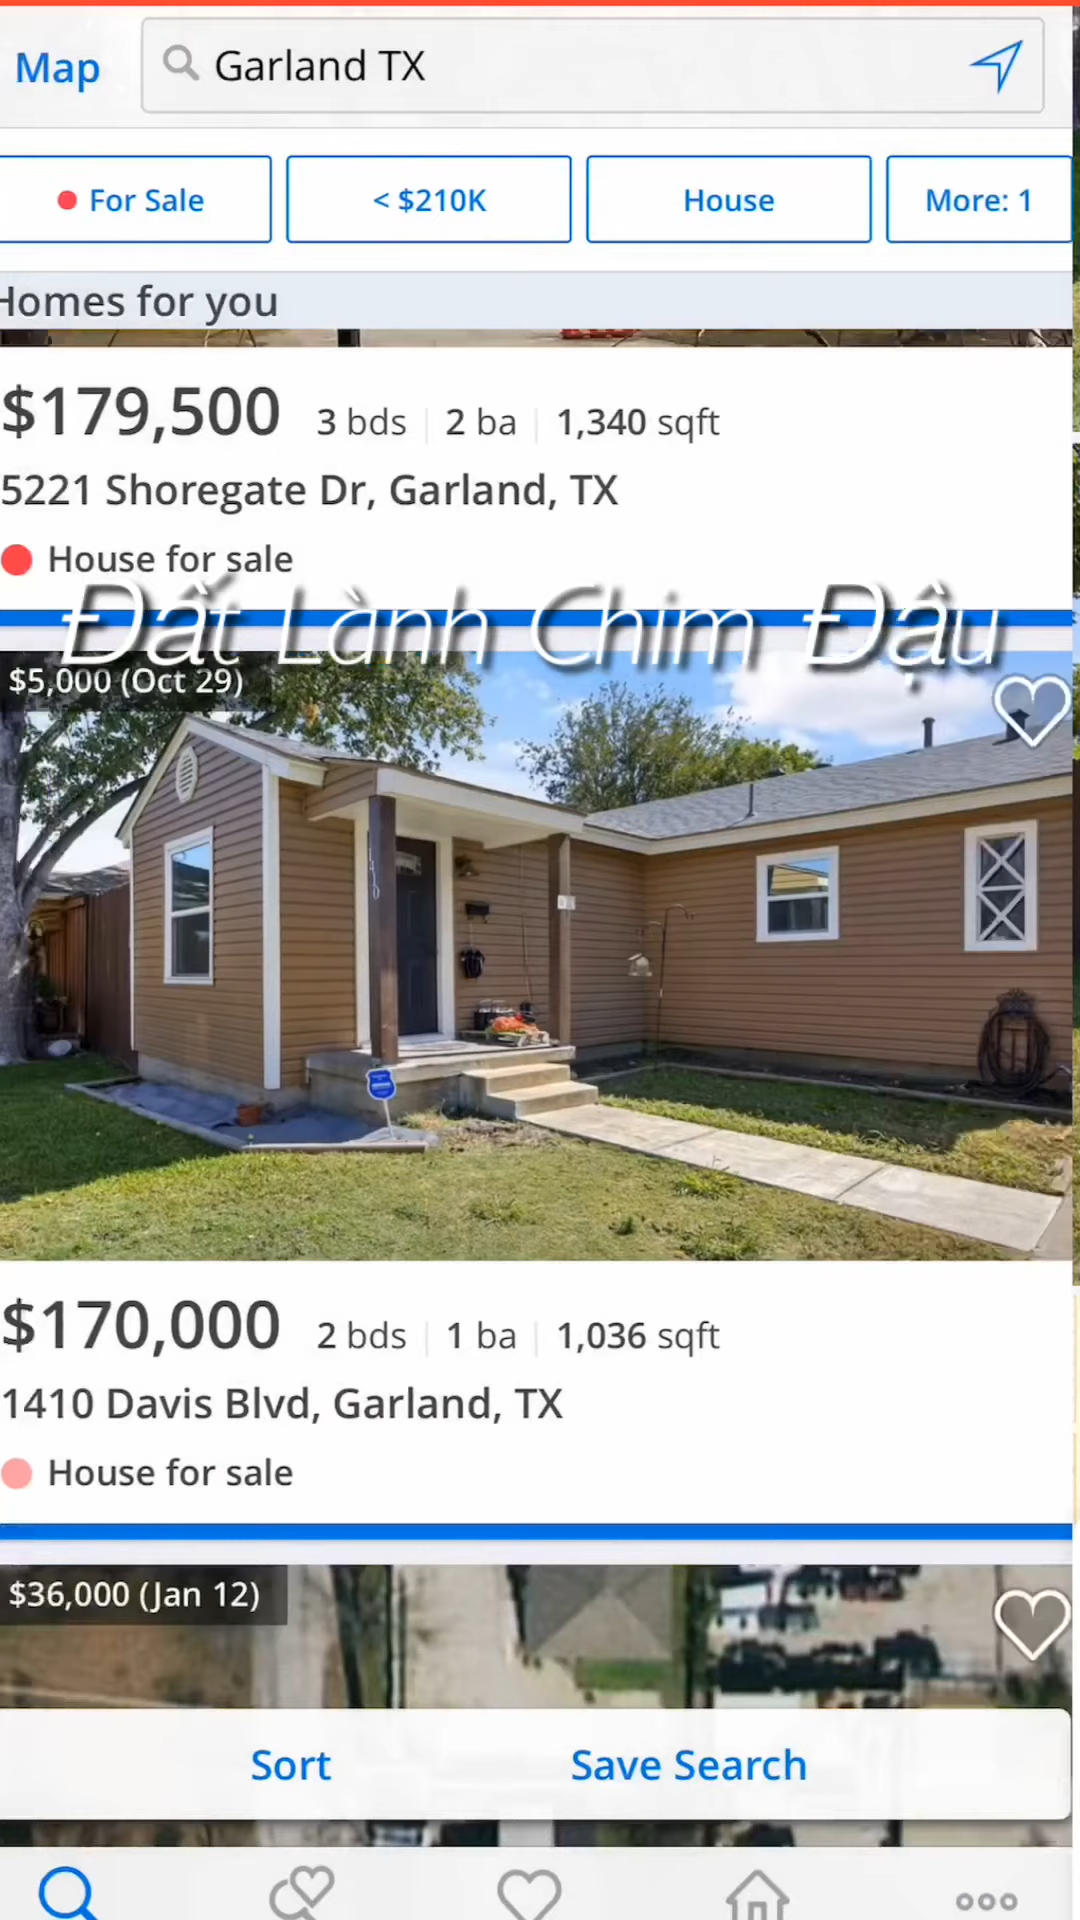 Map
Garland TX
For Sale
< $210K
House
More: 1
Homes for you
$179,500 3 bds 2 ba 1,340 sqft
5221 Shoregate Dr, Garland, TX
House for sale
Đất Lành Chim Đậu
$5,000 (Oct 29)
1410
$170,000 2 bds 1 ba 1,036 sqft
1410 Davis Blvd, Garland, TX
House for sale
$36,000 (Jan 12)
Sort
Save Search